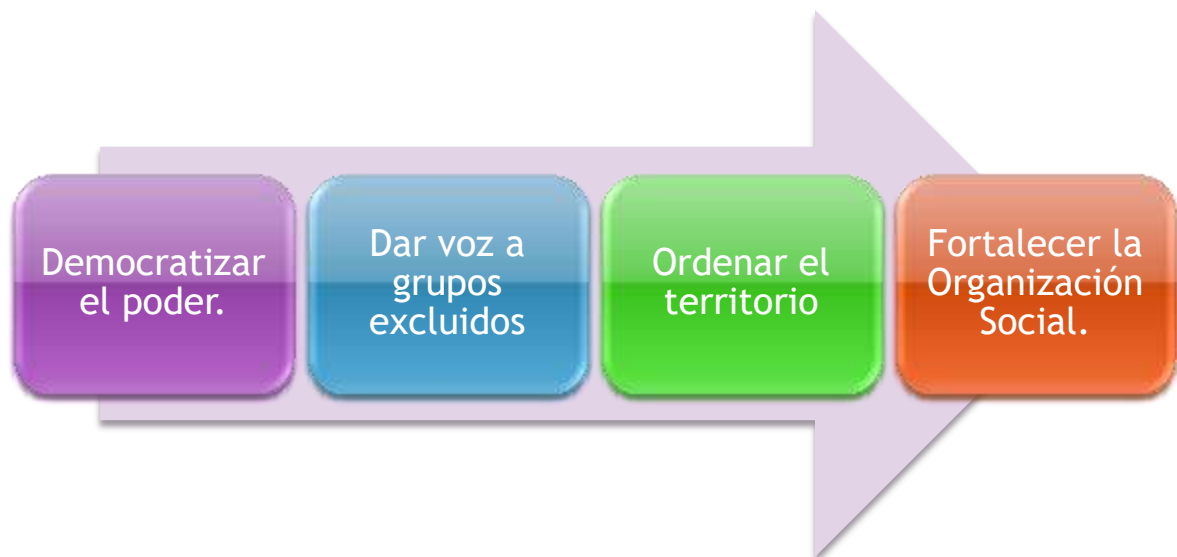 Democratizar
el poder.
Dar voz a
grupos
excluidos
Ordenar el
territorio
Fortalecer la
Organización
Social.